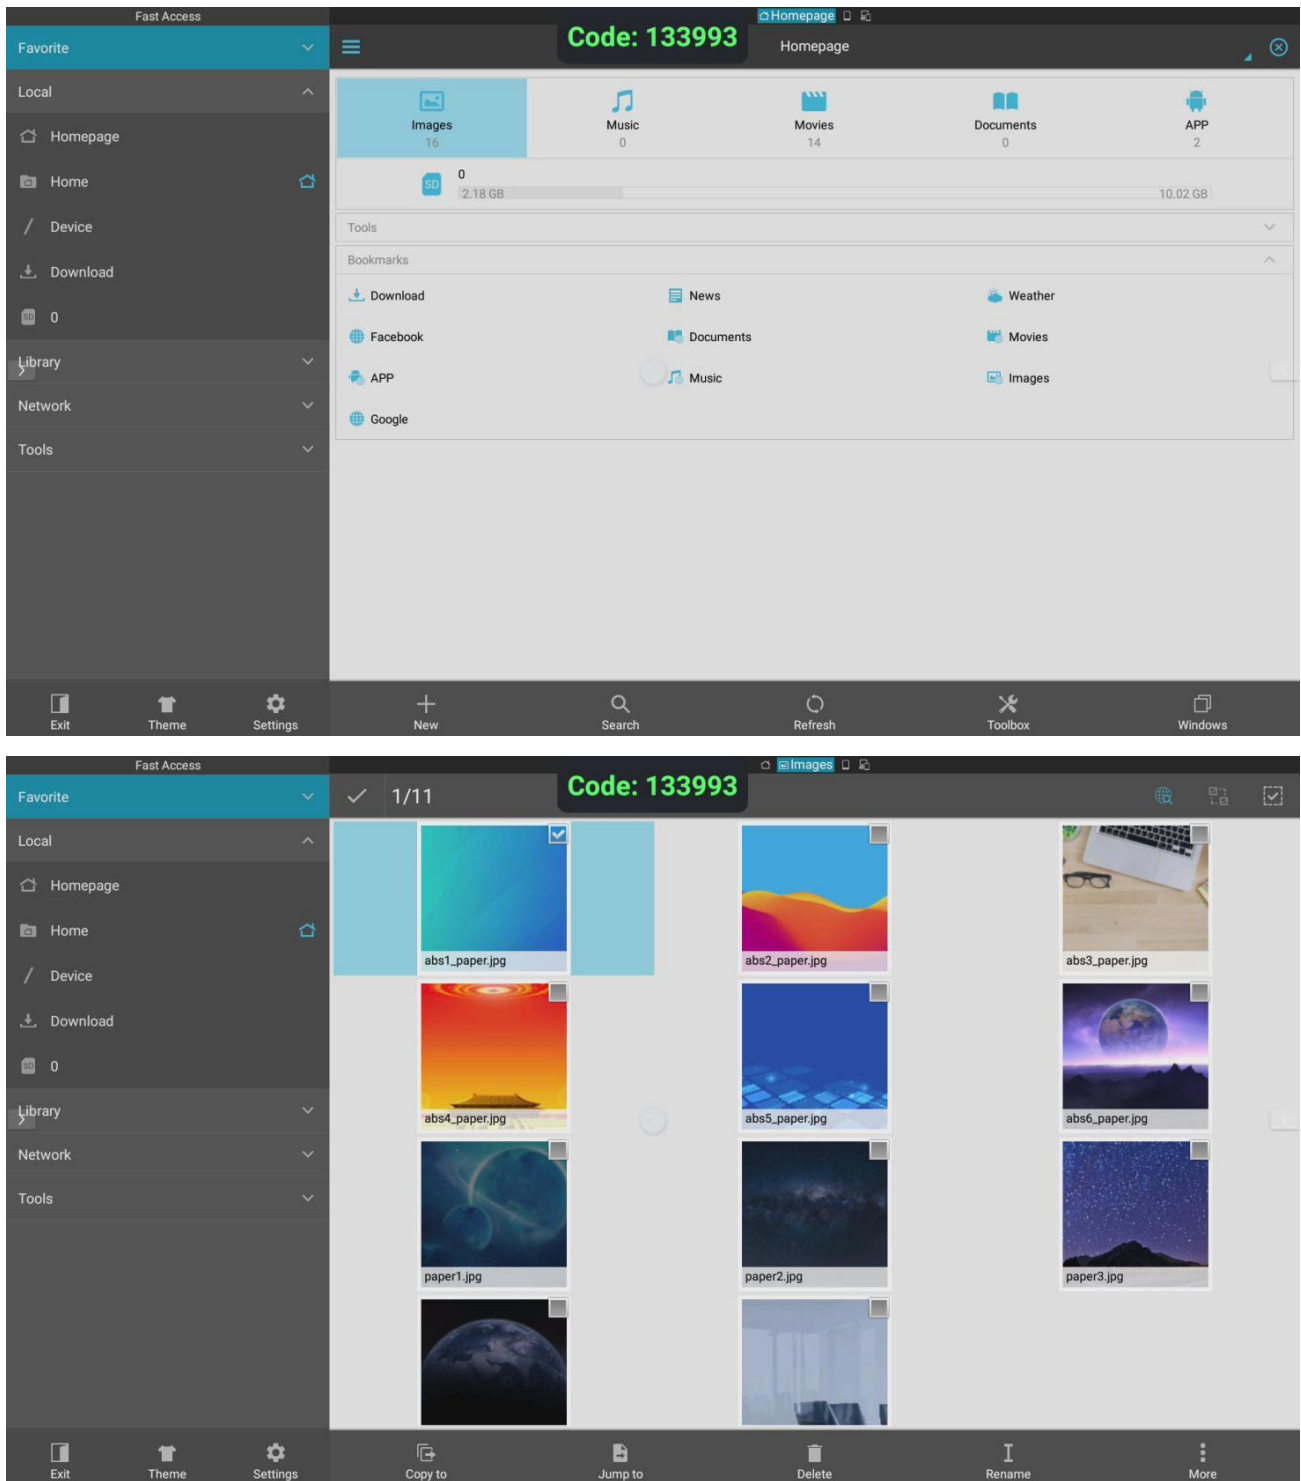 Fast Access
Homepage
Code: 133993
Favorite
Homepage
Local
Homepage
Home
Device
Download
0
Library
Network
Tools
Images
16
Music
0
Movies
14
Documents
0
APP
2
0
2.18 GB
10.02 GB
Tools
Bookmarks
Download
News
Weather
Facebook
Documents
Movies
APP
Music
Images
Google
Exit
Theme
Settings
New
Search
Refresh
Toolbox
Windows
Fast Access
Images
Code: 133993
Favorite
1/11
Local
Homepage
Home
Device
Download
0
Library
Network
Tools
abs1_paper.jpg
abs2_paper.jpg
abs3_paper.jpg
abs4_paper.jpg
abs5_paper.jpg
abs6_paper.jpg
paper1.jpg
paper2.jpg
paper3.jpg
Exit
Theme
Settings
Copy to
Jump to
Delete
Rename
More